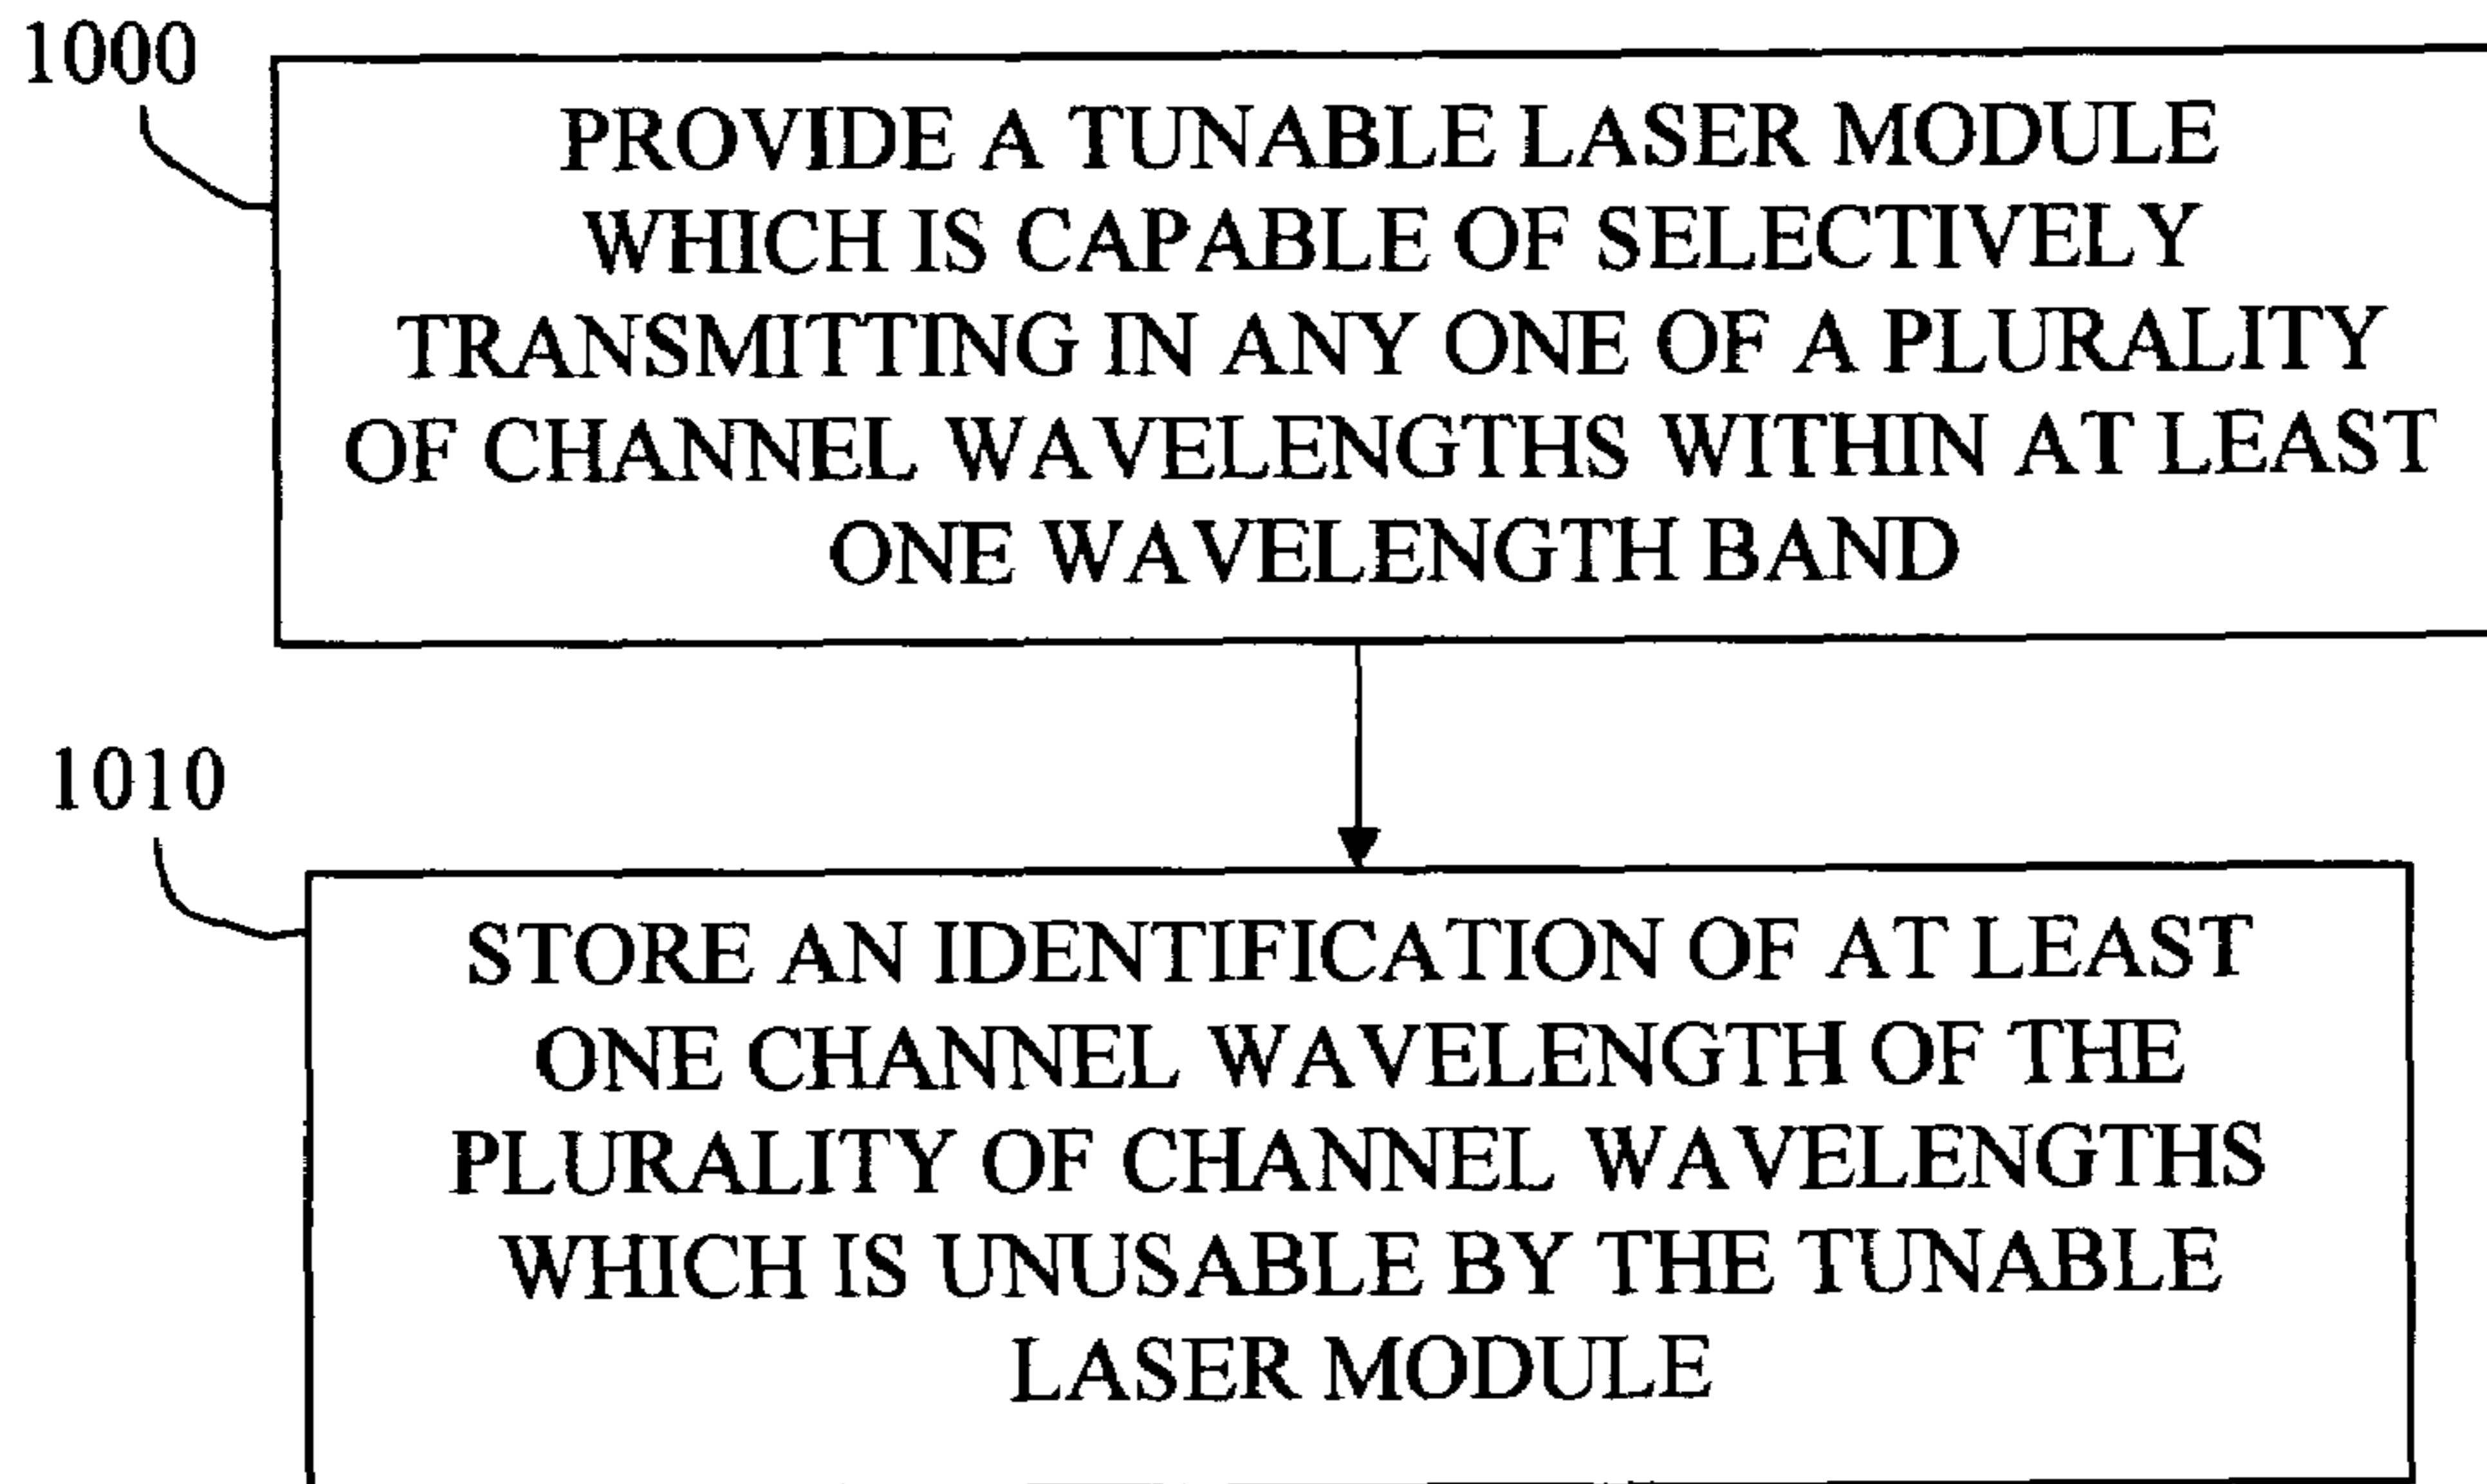 1000
PROVIDE A TUNABLE LASER MODULE
WHICH IS CAPABLE OF SELECTIVELY
TRANSMITTING IN ANY ONE OF A PLURALITY
OF CHANNEL WAVELENGTHS WITHIN AT LEAST
ONE WAVELENGTH BAND
1010
STORE AN IDENTIFICATION OF AT LEAST
ONE CHANNEL WAVELENGTH OF THE
PLURALITY OF CHANNEL WAVELENGTHS
WHICH IS UNUSABLE BY THE TUNABLE
LASER MODULE